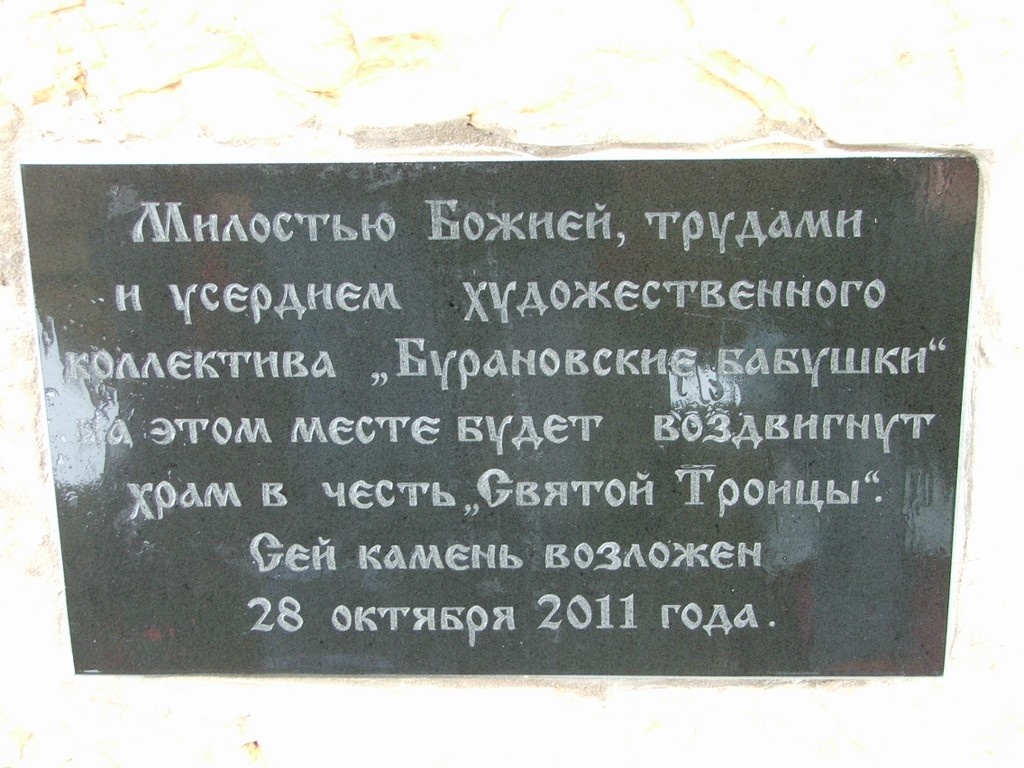 Милостью Божией, трудами
и усердием художественного
коллектива „Бурановские бабушки“
на этом месте будет воздвигнут
храм в честь „Святой Троицы“.
Сей камень возложен
28 октября 2011 года.